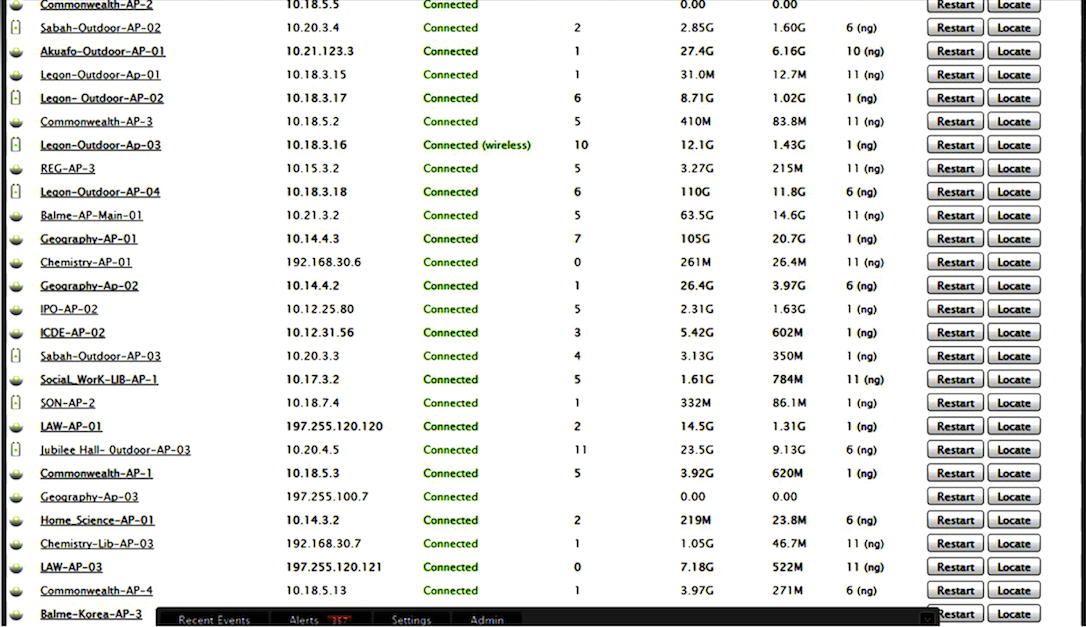 Commonwealth-AP-2 10.18.5.5 Connected 0.00 0.00 Restart Locate
Sabah-Outdoor-AP-02 10.20.3.4 Connected 2 2.85G 1.60G 6 (ng) Restart Locate
Akuafo-Outdoor-AP-01 10.21.123.3 Connected 1 27.4G 6.16G 10 (ng) Restart Locate
Legon-Outdoor-Ap-01 10.18.3.15 Connected 1 31.0M 12.7M 11 (ng) Restart Locate
Legon- Outdoor-AP-02 10.18.3.17 Connected 6 8.71G 1.02G 1 (ng) Restart Locate
Commonwealth-AP-3 10.18.5.2 Connected 5 410M 83.8M 11 (ng) Restart Locate
Legon-Outdoor-Ap-03 10.18.3.16 Connected (wireless) 10 12.1G 1.43G 1 (ng) Restart Locate
REG-AP-3 10.15.3.2 Connected 5 3.27G 215M 11 (ng) Restart Locate
Legon-Outdoor-AP-04 10.18.3.18 Connected 6 110G 11.8G 6 (ng) Restart Locate
Balme-AP-Main-01 10.21.3.2 Connected 5 63.5G 14.6G 11 (ng) Restart Locate
Geography-AP-01 10.14.4.3 Connected 7 105G 20.7G 1 (ng) Restart Locate
Chemistry-AP-01 192.168.30.6 Connected 0 261M 26.4M 11 (ng) Restart Locate
Geography-Ap-02 10.14.4.2 Connected 1 26.4G 3.97G 6 (ng) Restart Locate
IPO-AP-02 10.12.25.80 Connected 5 2.31G 1.63G 1 (ng) Restart Locate
ICDE-AP-02 10.12.31.56 Connected 3 5.42G 602M 1 (ng) Restart Locate
Sabah-Outdoor-AP-03 10.20.3.3 Connected 4 3.13G 350M 1 (ng) Restart Locate
SociaL_WorK-LIB-AP-1 10.17.3.2 Connected 5 1.61G 784M 11 (ng) Restart Locate
SON-AP-2 10.18.7.4 Connected 1 332M 86.1M 1 (ng) Restart Locate
LAW-AP-01 197.255.120.120 Connected 2 14.5G 1.31G 1 (ng) Restart Locate
Jubilee Hall- Outdoor-AP-03 10.20.4.5 Connected 11 23.5G 9.13G 6 (ng) Restart Locate
Commonwealth-AP-1 10.18.5.3 Connected 5 3.92G 620M 1 (ng) Restart Locate
Geography-Ap-03 197.255.100.7 Connected 0.00 0.00 Restart Locate
Home_Science-AP-01 10.14.3.2 Connected 2 219M 23.8M 6 (ng) Restart Locate
Chemistry-Lib-AP-03 192.168.30.7 Connected 1 1.05G 46.7M 11 (ng) Restart Locate
LAW-AP-03 197.255.120.121 Connected 0 7.18G 522M 11 (ng) Restart Locate
Commonwealth-AP-4 10.18.5.13 Connected 1 3.97G 271M 6 (ng) Restart Locate
Balme-Korea-AP-3 Restart Locate
Recent Events Alerts 357 Settings Admin